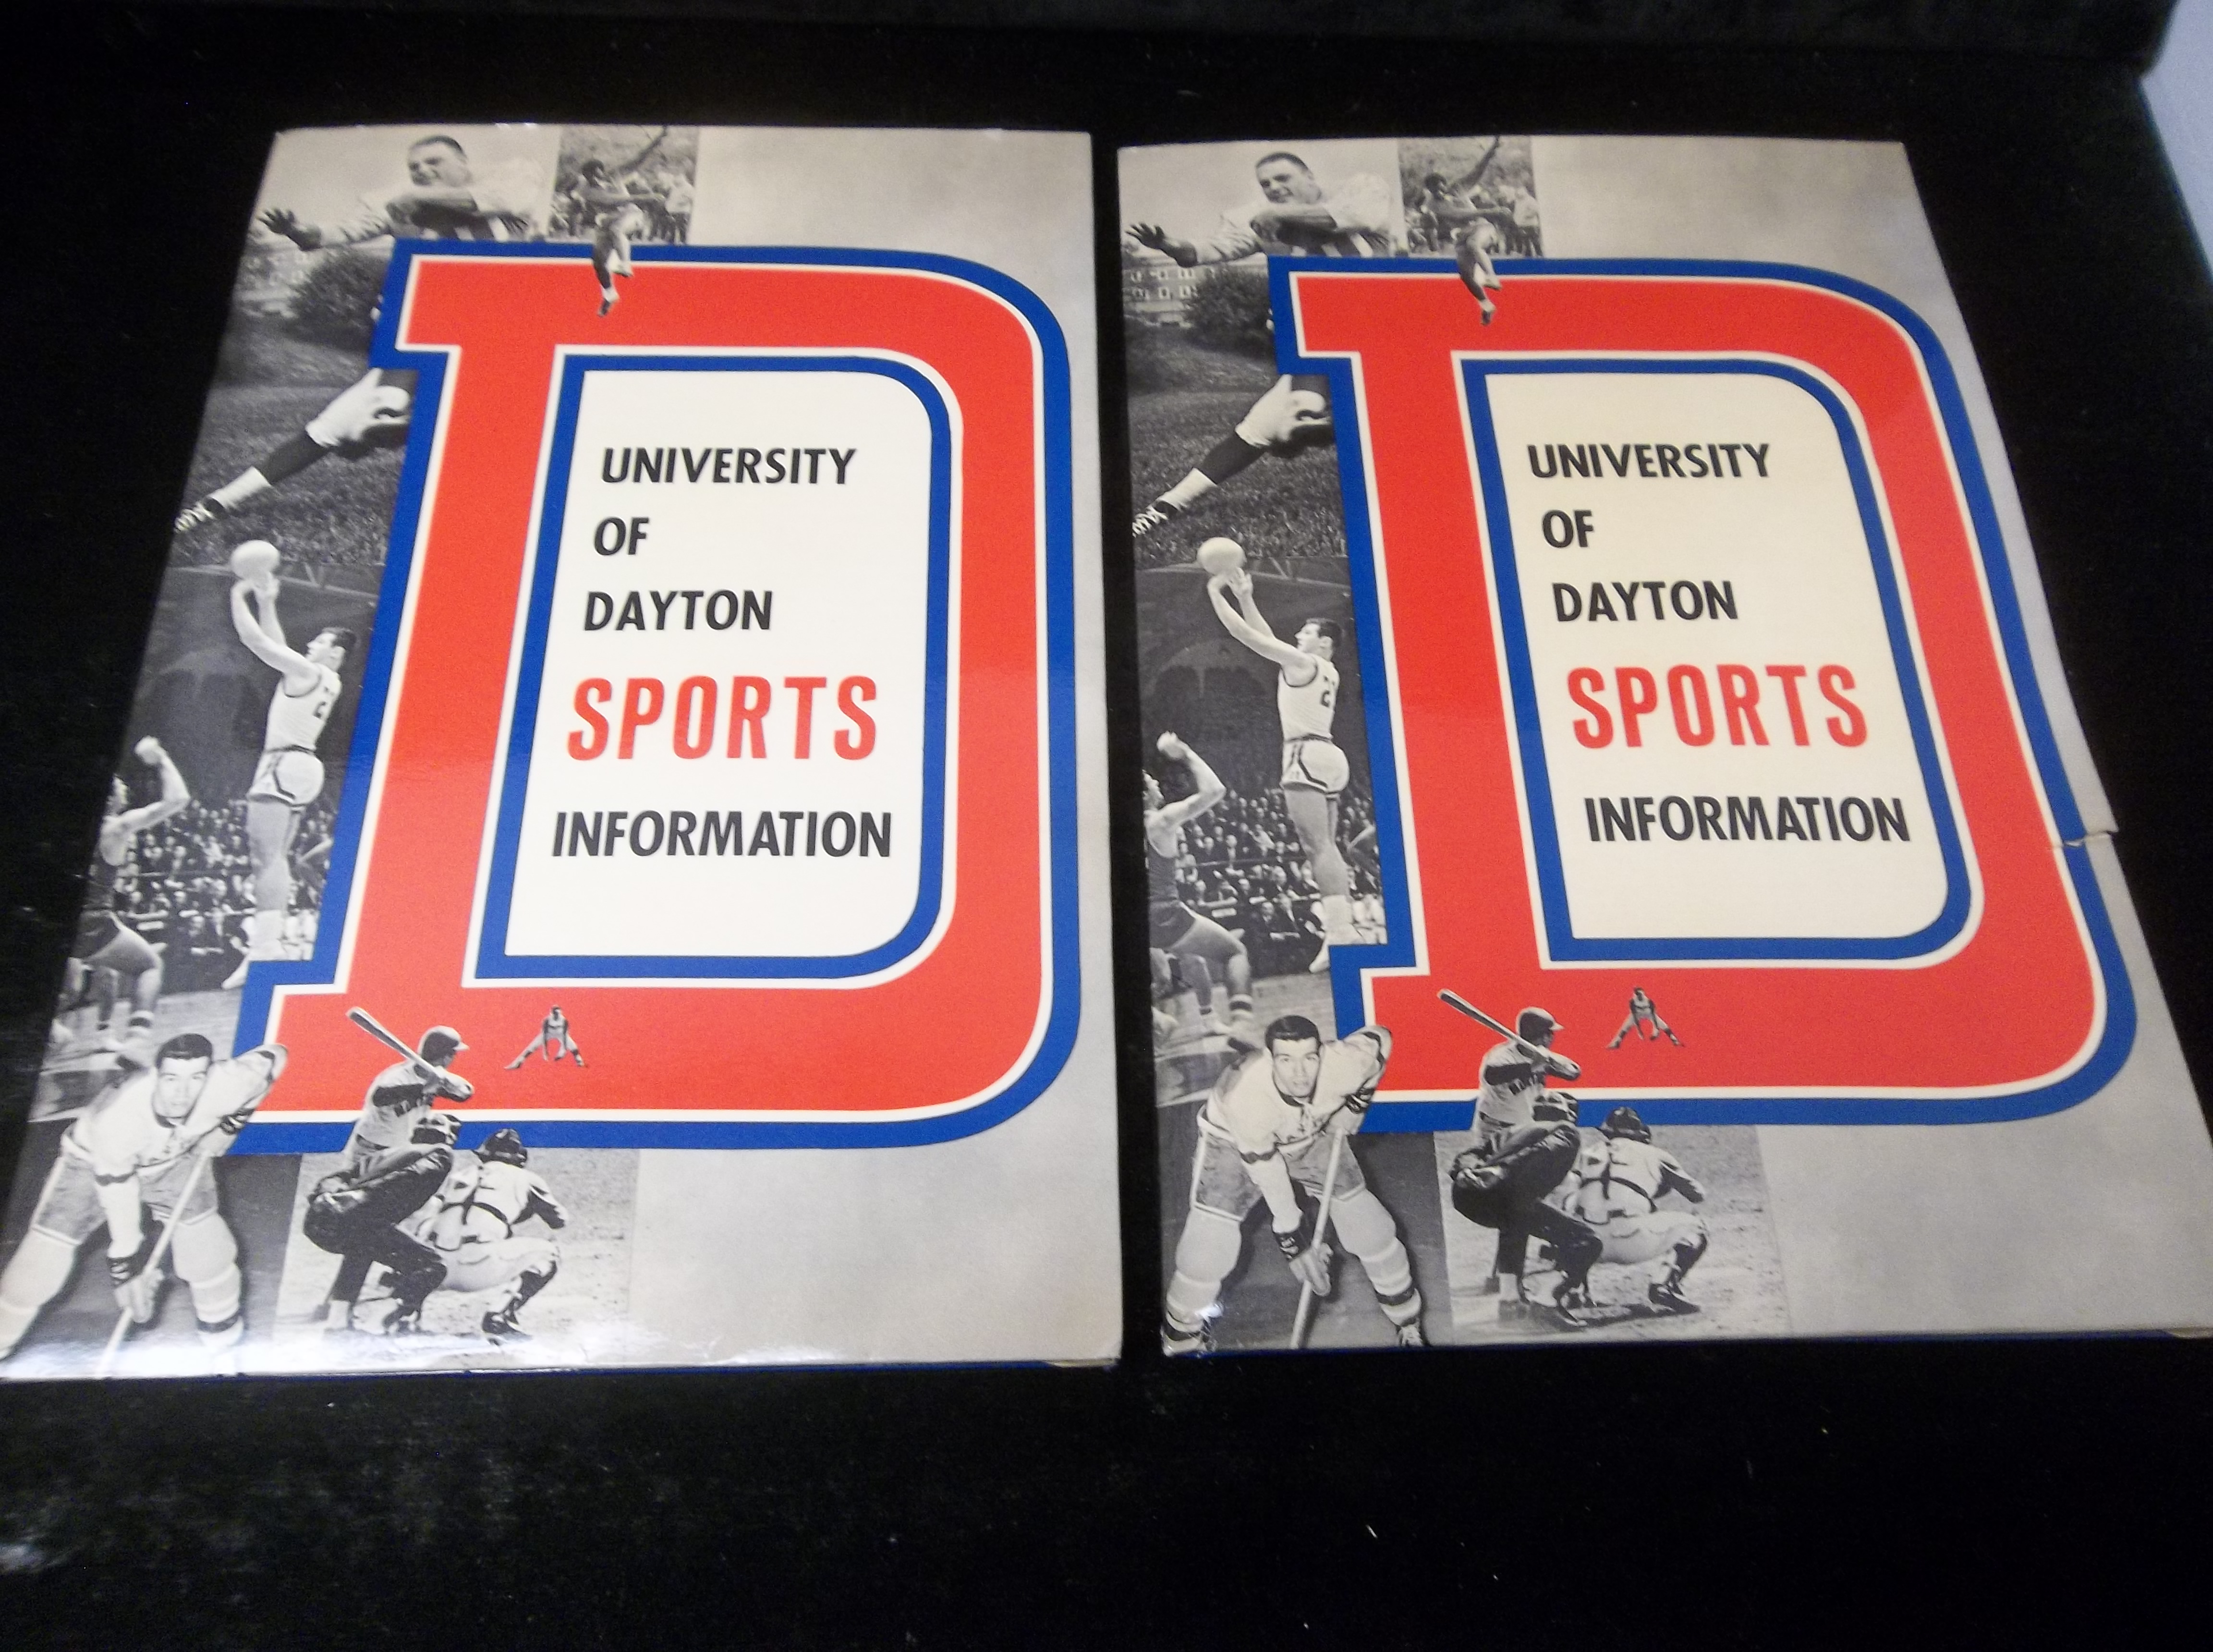 UNIVERSITY
OF
DAYTON
SPORTS
INFORMATION
UNIVERSITY
OF
DAYTON
SPORTS
INFORMATION